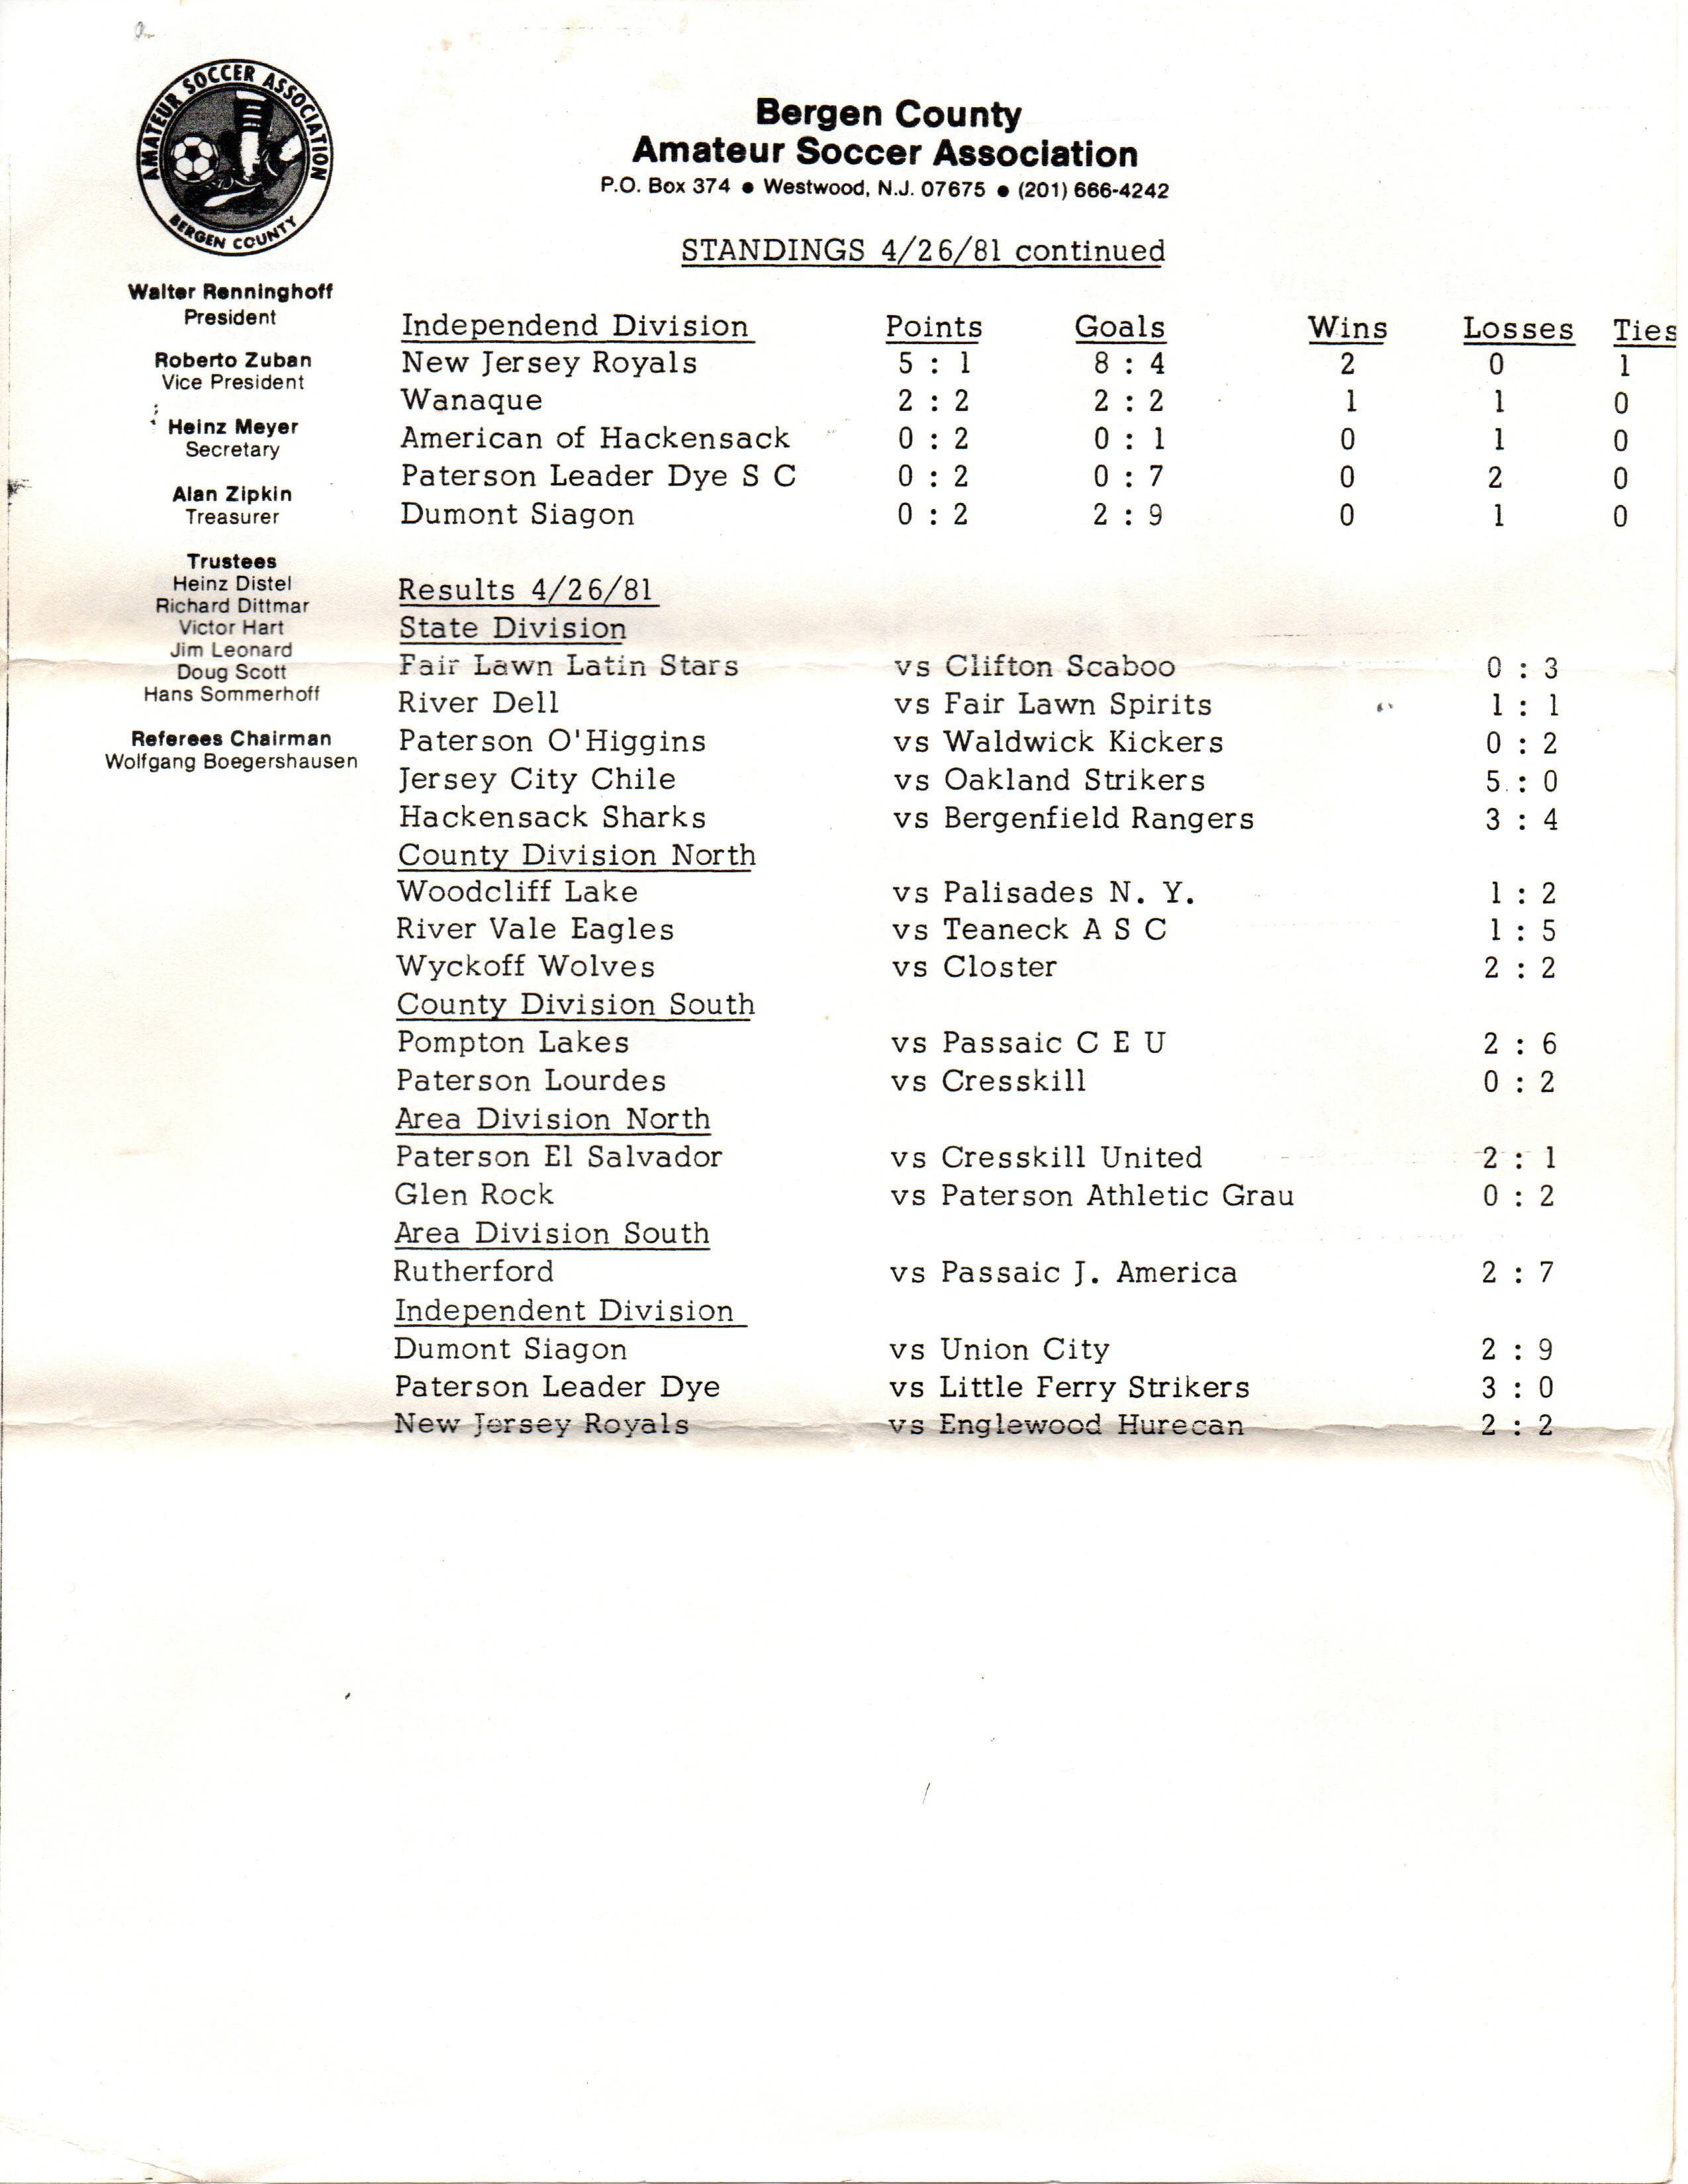 AMATEUR SOCCER ASSOCIATION
BERGEN COUNTY
Bergen County
Amateur Soccer Association
P.O. Box 374 ● Westwood, N.J. 07675 ● (201) 666-4242
STANDINGS 4/26/81 continued
Walter Renninghoff
President
Roberto Zuban
Vice President
Heinz Meyer
Secretary
Alan Zipkin
Treasurer
Trustees
Heinz Distel
Richard Dittmar
Victor Hart
Jim Leonard
Doug Scott
Hans Sommerhoff
Referees Chairman
Wolfgang Boegershausen
Independend Division Points Goals Wins Losses Ties
New Jersey Royals 5 : 1 8 : 4 2 0 1
Wanaque 2 : 2 2 : 2 1 1 0
American of Hackensack 0 : 2 0 : 1 0 1 0
Paterson Leader Dye S C 0 : 2 0 : 7 0 2 0
Dumont Siagon 0 : 2 2 : 9 0 1 0
Results 4/26/81
State Division
Fair Lawn Latin Stars vs Clifton Scaboo 0 : 3
River Dell vs Fair Lawn Spirits 1 : 1
Paterson O'Higgins vs Waldwick Kickers 0 : 2
Jersey City Chile vs Oakland Strikers 5 : 0
Hackensack Sharks vs Bergenfield Rangers 3 : 4
County Division North
Woodcliff Lake vs Palisades N. Y. 1 : 2
River Vale Eagles vs Teaneck A S C 1 : 5
Wyckoff Wolves vs Closter 2 : 2
County Division South
Pompton Lakes vs Passaic C E U 2 : 6
Paterson Lourdes vs Cresskill 0 : 2
Area Division North
Paterson El Salvador vs Cresskill United 2 : 1
Glen Rock vs Paterson Athletic Grau 0 : 2
Area Division South
Rutherford vs Passaic J. America 2 : 7
Independent Division
Dumont Siagon vs Union City 2 : 9
Paterson Leader Dye vs Little Ferry Strikers 3 : 0
New Jersey Royals vs Englewood Hurecan 2 : 2